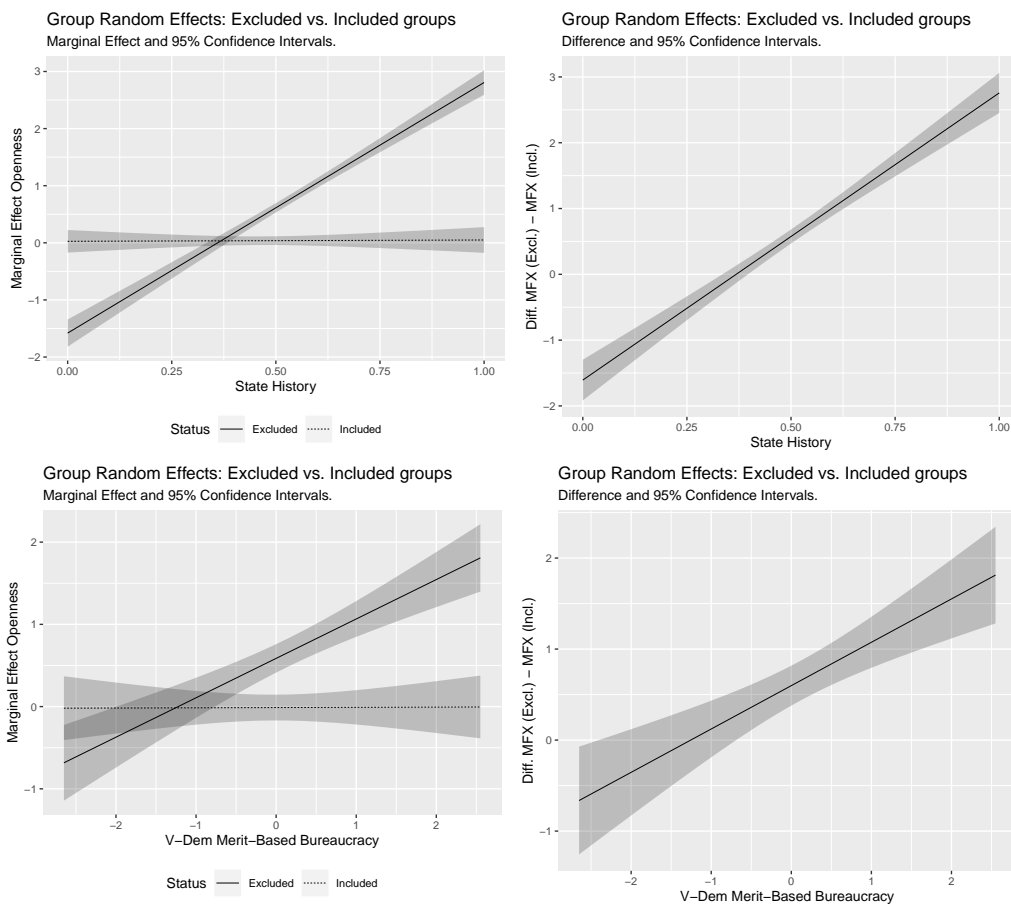 Group Random Effects: Excluded vs. Included groups
Marginal Effect and 95% Confidence Intervals.
Marginal Effect Openness
3
2
1
0
−1
−2
0.00 0.25 0.50 0.75 1.00
State History
Status Excluded Included
Group Random Effects: Excluded vs. Included groups
Difference and 95% Confidence Intervals.
Diff. MFX (Excl.) − MFX (Incl.)
3
2
1
0
−1
−2
0.00 0.25 0.50 0.75 1.00
State History
Group Random Effects: Excluded vs. Included groups
Marginal Effect and 95% Confidence Intervals.
Marginal Effect Openness
2
1
0
−1
−2 −1 0 1 2
V−Dem Merit−Based Bureaucracy
Status Excluded Included
Group Random Effects: Excluded vs. Included groups
Difference and 95% Confidence Intervals.
Diff. MFX (Excl.) − MFX (Incl.)
2
1
0
−1
−2 −1 0 1 2
V−Dem Merit−Based Bureaucracy